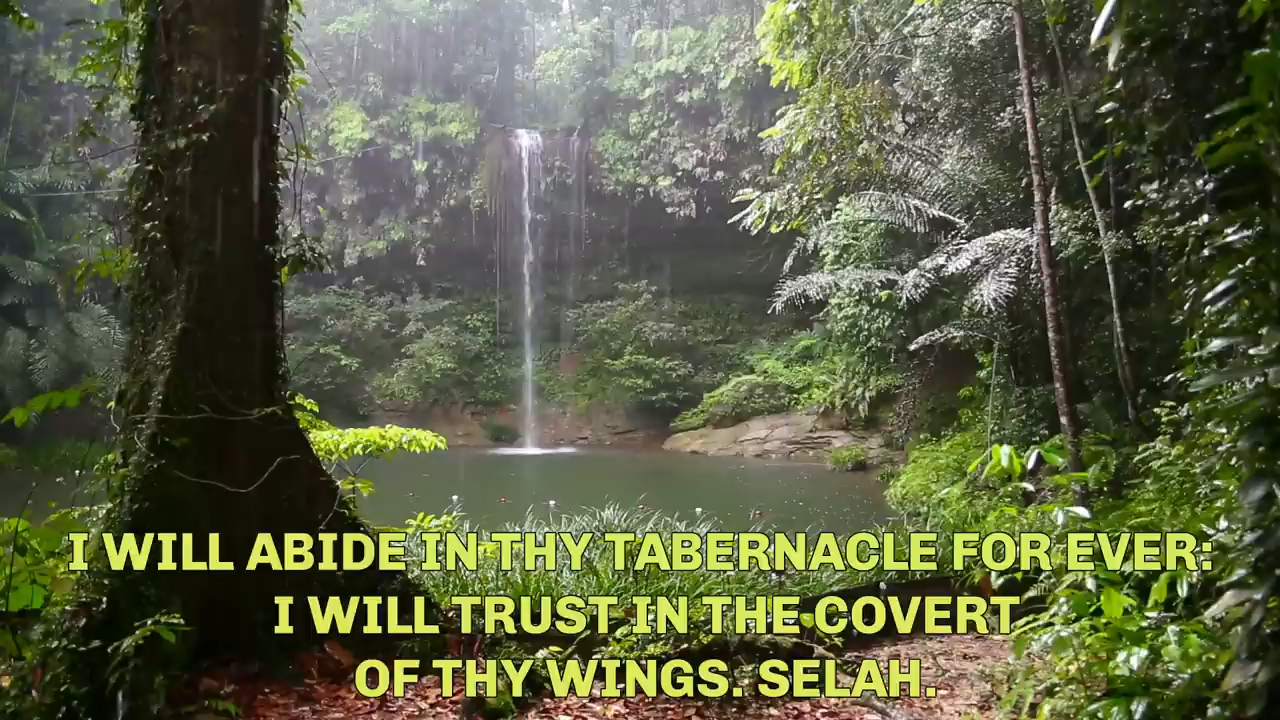 I WILL ABIDE IN THY TABERNACLE FOR EVER:
I WILL TRUST IN THE COVERT
OF THY WINGS. SELAH.